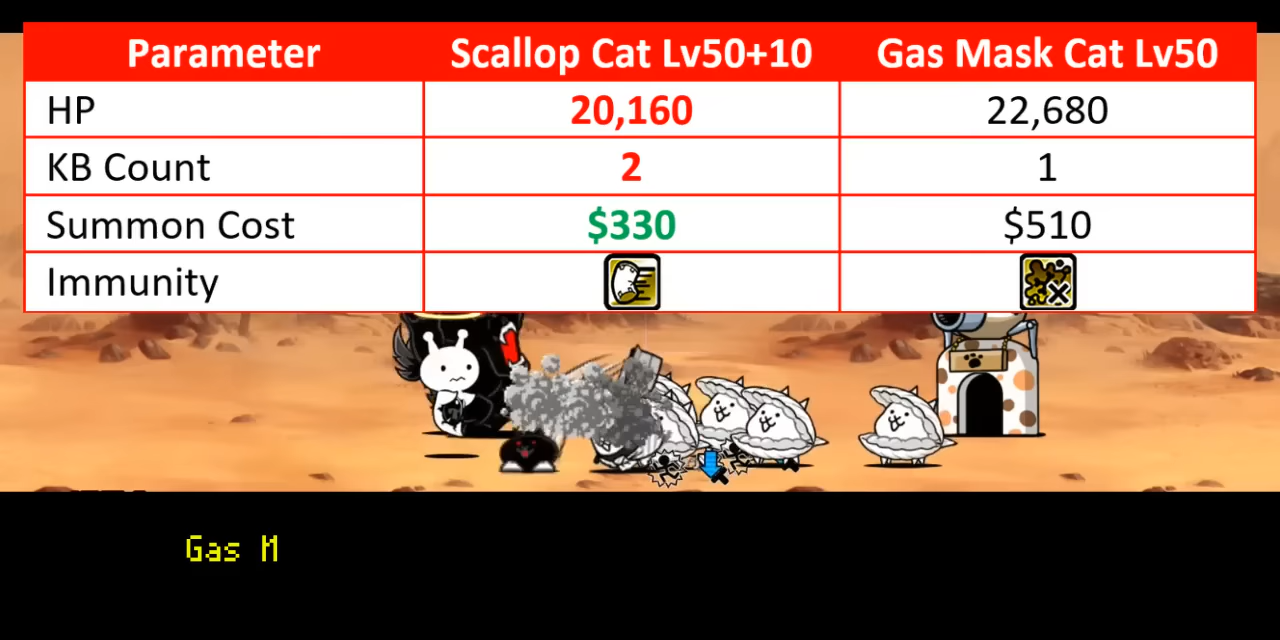 Parameter Scallop Cat Lv50+10 Gas Mask Cat Lv50
HP 20,160 22,680
KB Count 2 1
Summon Cost $330 $510
Immunity
Gas M